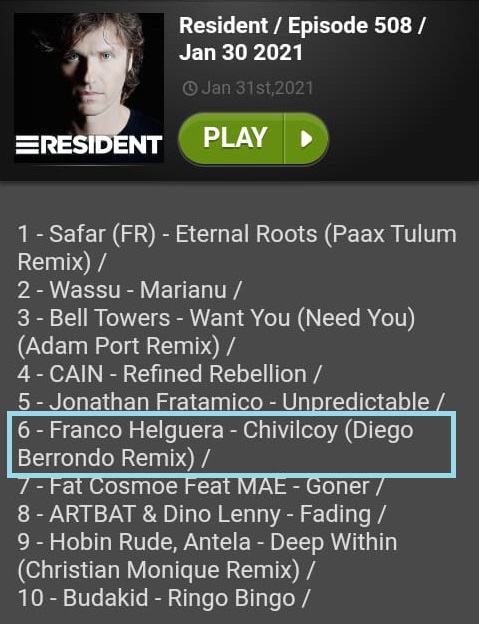 Resident / Episode 508 /
Jan 30 2021
Jan 31st,2021
RESIDENT
PLAY
1 - Safar (FR) - Eternal Roots (Paax Tulum
Remix) /
2 - Wassu - Marianu /
3 - Bell Towers - Want You (Need You)
(Adam Port Remix) /
4 - CAIN - Refined Rebellion /
5 - Jonathan Fratamico - Unpredictable /
6 - Franco Helguera - Chivilcoy (Diego
Berrondo Remix) /
7 - Fat Cosmoe Feat MAE - Goner /
8 - ARTBAT & Dino Lenny - Fading /
9 - Hobin Rude, Antela - Deep Within
(Christian Monique Remix) /
10 - Budakid - Ringo Bingo /